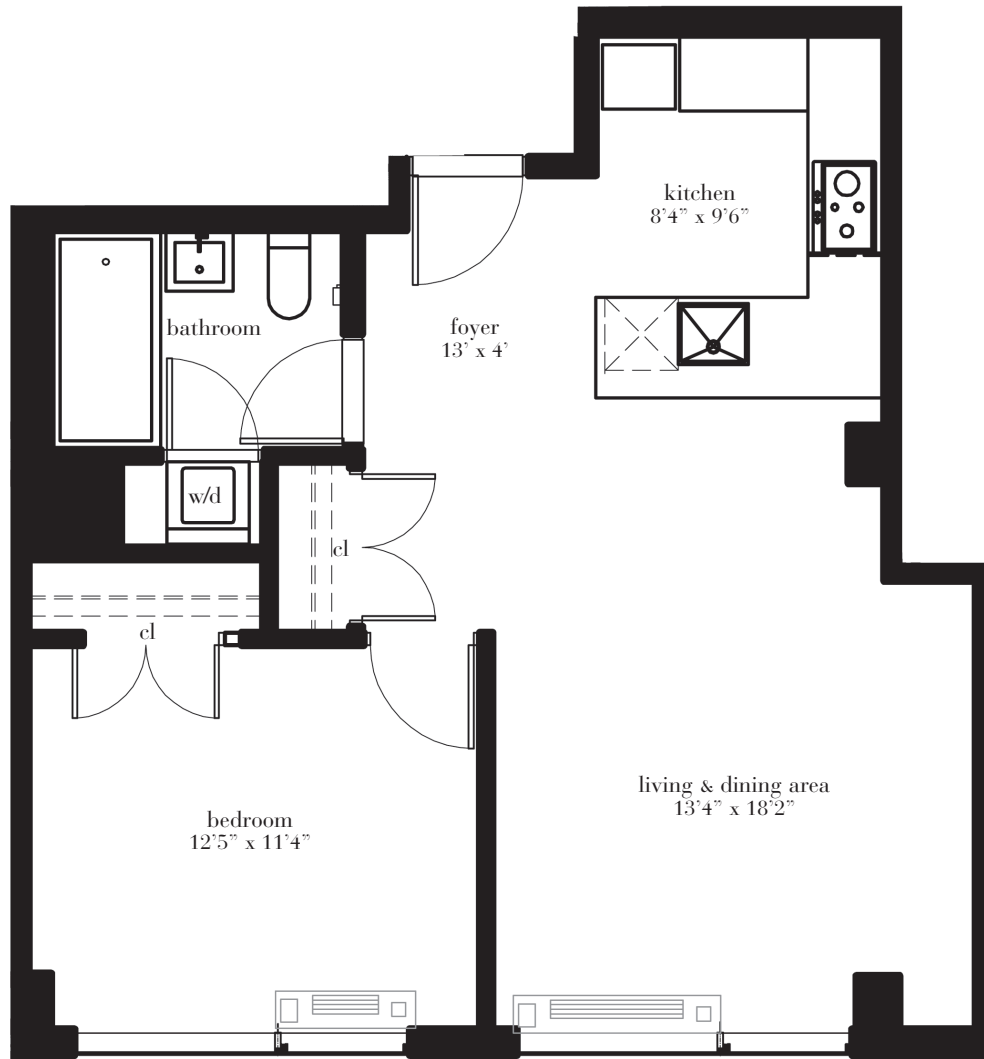 kitchen
8’4” x 9’6”
bathroom
foyer
13’ x 4’
w/d
cl
cl
living & dining area
13’4” x 18’2”
bedroom
12’5” x 11’4”